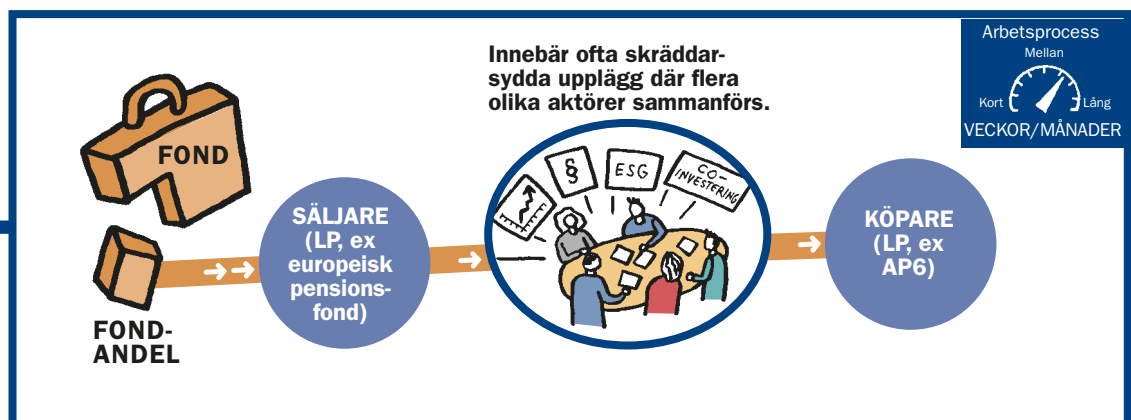 Innebär ofta skräddar-
sydda upplägg där flera
olika aktörer sammanförs.
Arbetsprocess
Mellan
Kort
Lång
VECKOR/MÅNADER
FOND
FOND-
ANDEL
SÄLJARE
(LP, ex
europeisk
pensions-
fond)
§
ESG
CO-
INVESTERING
KÖPARE
(LP, ex
AP6)